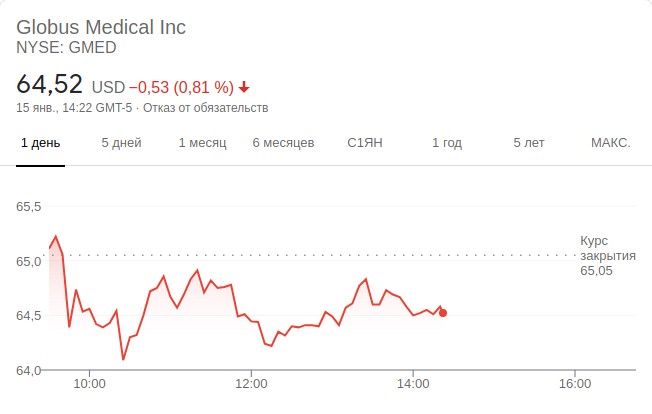 Globus Medical Inc
NYSE: GMED
64,52 USD −0,53 (0,81 %)
15 янв., 14:22 GMT-5 · Отказ от обязательств
1 день 5 дней 1 месяц 6 месяцев С1ЯН 1 год 5 лет МАКС.
65,5
Курс
65,0 закрытия
65,05
64,5
64,0
10:00 12:00 14:00 16:00